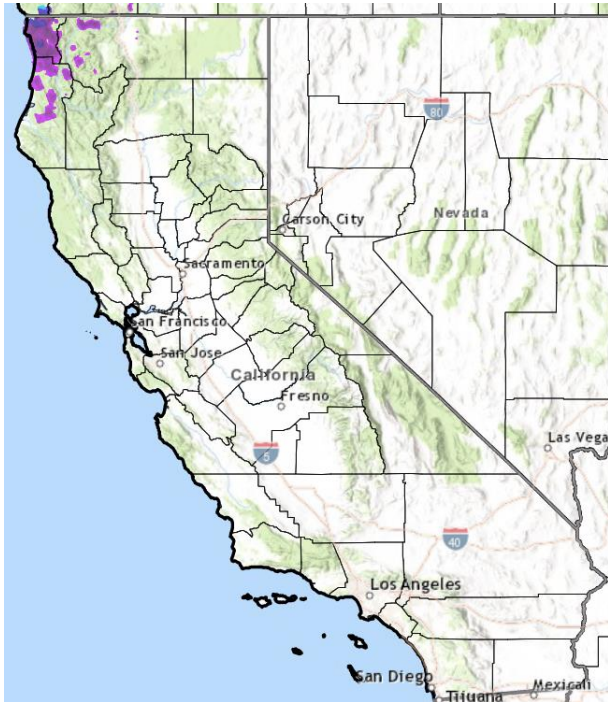 80
Carson City
Nevada
Sacramento
San Francisco
San Jose
California
Fresno
5
Las Vega
40
Los Angeles
San Diego
Mexicali
Tijuana